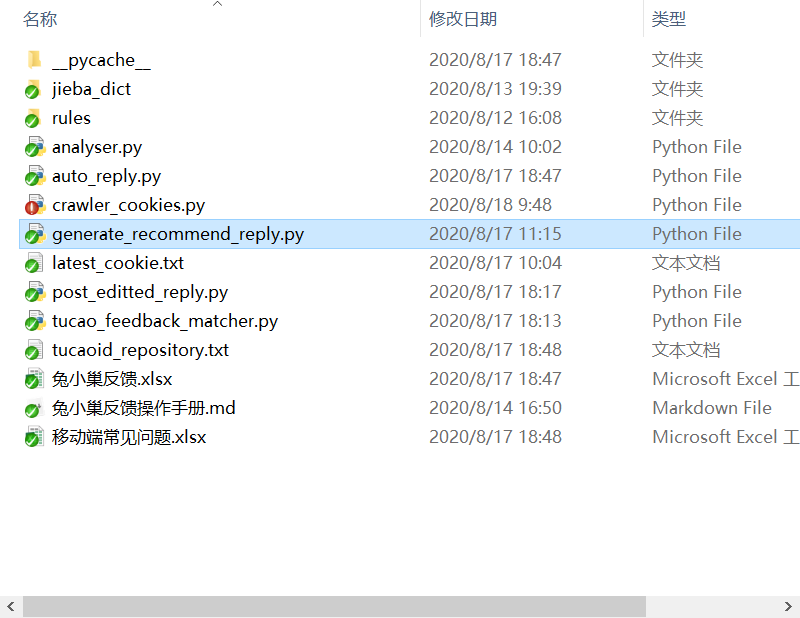 名称 修改日期 类型
__pycache__ 2020/8/17 18:47 文件夹
jieba_dict 2020/8/13 19:39 文件夹
rules 2020/8/12 16:08 文件夹
analyser.py 2020/8/14 10:02 Python File
auto_reply.py 2020/8/17 18:47 Python File
crawler_cookies.py 2020/8/18 9:48 Python File
generate_recommend_reply.py 2020/8/17 11:15 Python File
latest_cookie.txt 2020/8/17 10:04 文本文档
post_editted_reply.py 2020/8/17 18:17 Python File
tucao_feedback_matcher.py 2020/8/17 18:13 Python File
tucaoid_repository.txt 2020/8/17 18:48 文本文档
兔小巢反馈.xlsx 2020/8/17 18:47 Microsoft Excel 工
兔小巢反馈操作手册.md 2020/8/14 16:50 Markdown File
移动端常见问题.xlsx 2020/8/17 18:48 Microsoft Excel 工